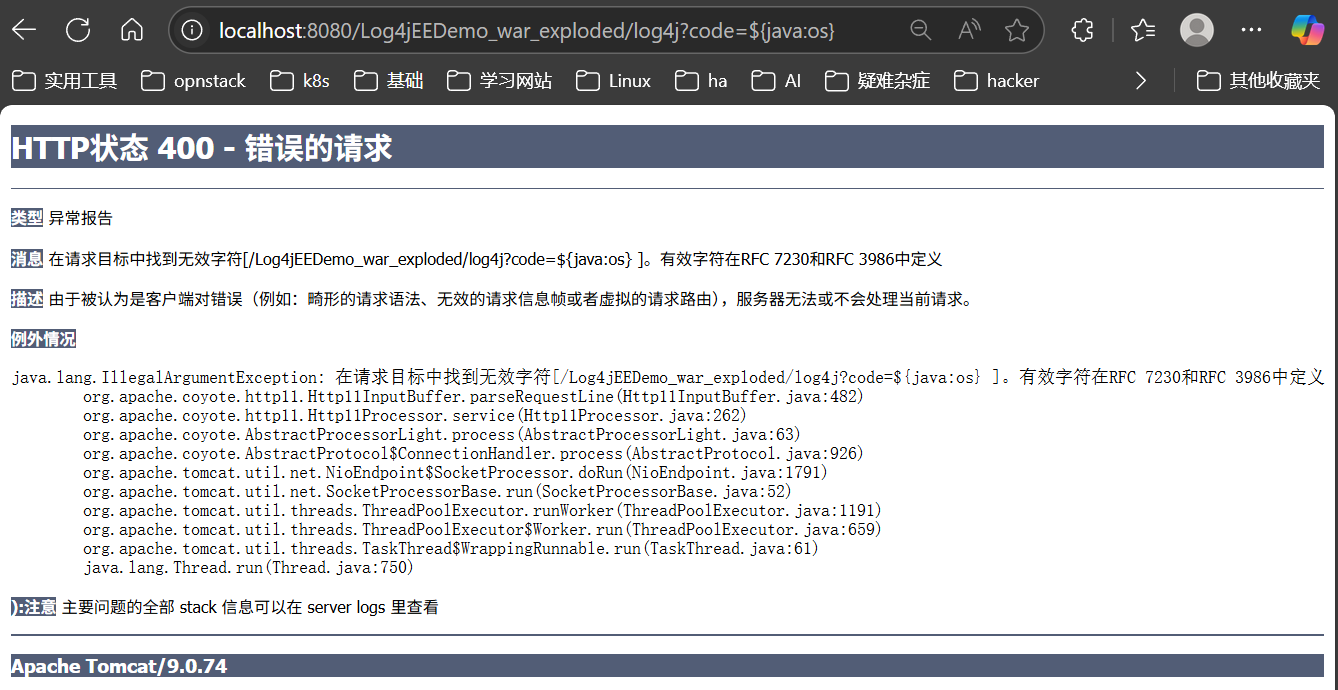 localhost:8080/Log4jEEDemo_war_exploded/log4j?code=${java:os}
实用工具 opnstack k8s 基础 学习网站 Linux ha AI 疑难杂症 hacker 其他收藏夹
HTTP状态 400 - 错误的请求
类型 异常报告
消息 在请求目标中找到无效字符[/Log4jEEDemo_war_exploded/log4j?code=${java:os} ]。有效字符在RFC 7230和RFC 3986中定义
描述 由于被认为是客户端对错误（例如：畸形的请求语法、无效的请求信息帧或者虚拟的请求路由），服务器无法或不会处理当前请求。
例外情况
java.lang.IllegalArgumentException: 在请求目标中找到无效字符[/Log4jEEDemo_war_exploded/log4j?code=${java:os} ]。有效字符在RFC 7230和RFC 3986中定义
org.apache.coyote.http11.Http11InputBuffer.parseRequestLine(Http11InputBuffer.java:482)
org.apache.coyote.http11.Http11Processor.service(Http11Processor.java:262)
org.apache.coyote.AbstractProcessorLight.process(AbstractProcessorLight.java:63)
org.apache.coyote.AbstractProtocol$ConnectionHandler.process(AbstractProtocol.java:926)
org.apache.tomcat.util.net.NioEndpoint$SocketProcessor.doRun(NioEndpoint.java:1791)
org.apache.tomcat.util.net.SocketProcessorBase.run(SocketProcessorBase.java:52)
org.apache.tomcat.util.threads.ThreadPoolExecutor.runWorker(ThreadPoolExecutor.java:1191)
org.apache.tomcat.util.threads.ThreadPoolExecutor$Worker.run(ThreadPoolExecutor.java:659)
org.apache.tomcat.util.threads.TaskThread$WrappingRunnable.run(TaskThread.java:61)
java.lang.Thread.run(Thread.java:750)
):注意 主要问题的全部 stack 信息可以在 server logs 里查看
Apache Tomcat/9.0.74